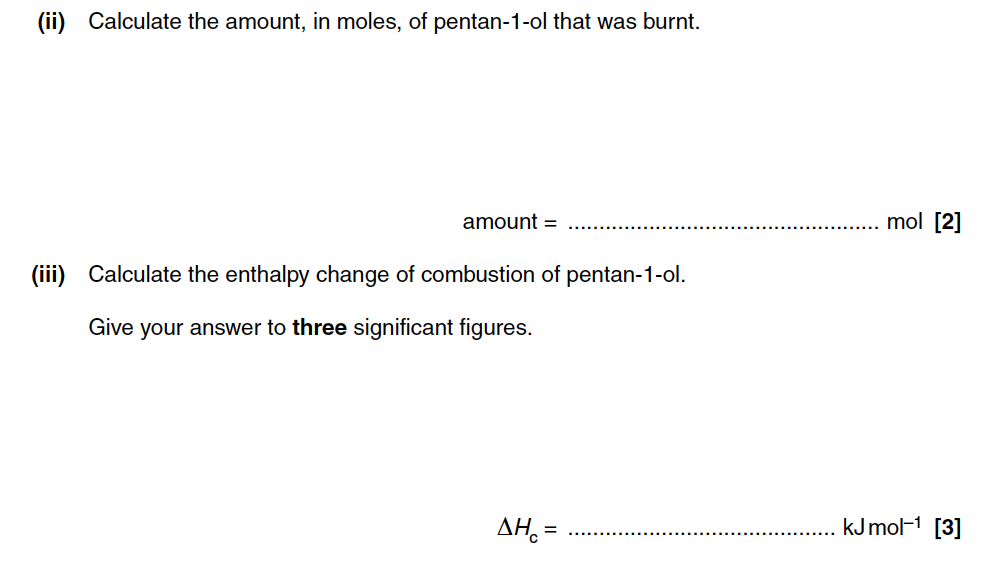 (ii) Calculate the amount, in moles, of pentan-1-ol that was burnt.
amount = .................................................. mol [2]
(iii) Calculate the enthalpy change of combustion of pentan-1-ol.
Give your answer to three significant figures.
ΔHc = ........................................... kJ mol–1 [3]